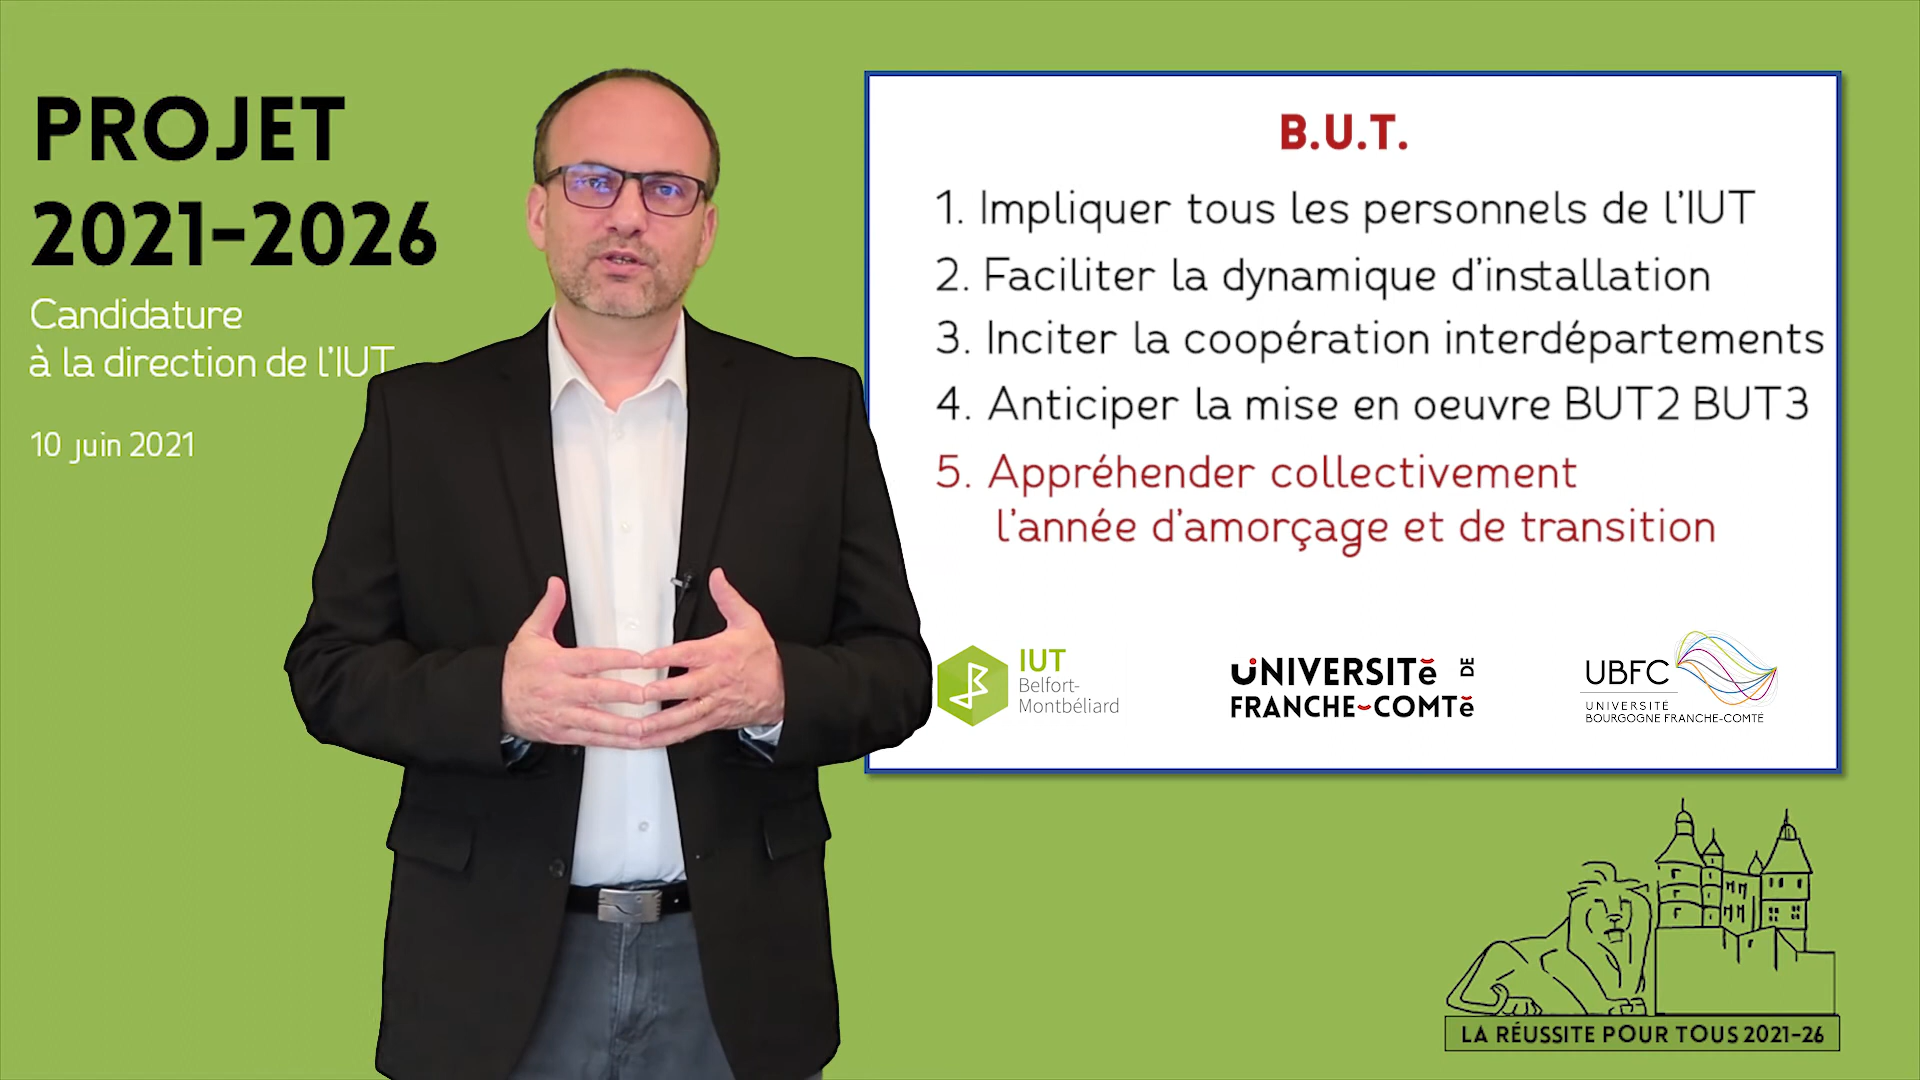 PROJET
2021-2026
Candidature
à la direction de l'IUT
10 juin 2021
B.U.T.
1. Impliquer tous les personnels de l'IUT
2. Faciliter la dynamique d'installation
3. Inciter la coopération interdépartements
4. Anticiper la mise en oeuvre BUT2 BUT3
5. Appréhender collectivement
l'année d'amorçage et de transition
IUT
Belfort-
Montbéliard
UNIVERSITĕ DE
FRANCHE-COMTĕ
UBFC
UNIVERSITÉ
BOURGOGNE FRANCHE-COMTÉ
LA RÉUSSITE POUR TOUS 2021-26